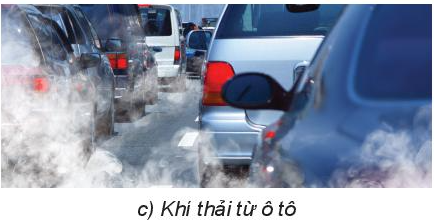 c) Khí thải từ ô tô